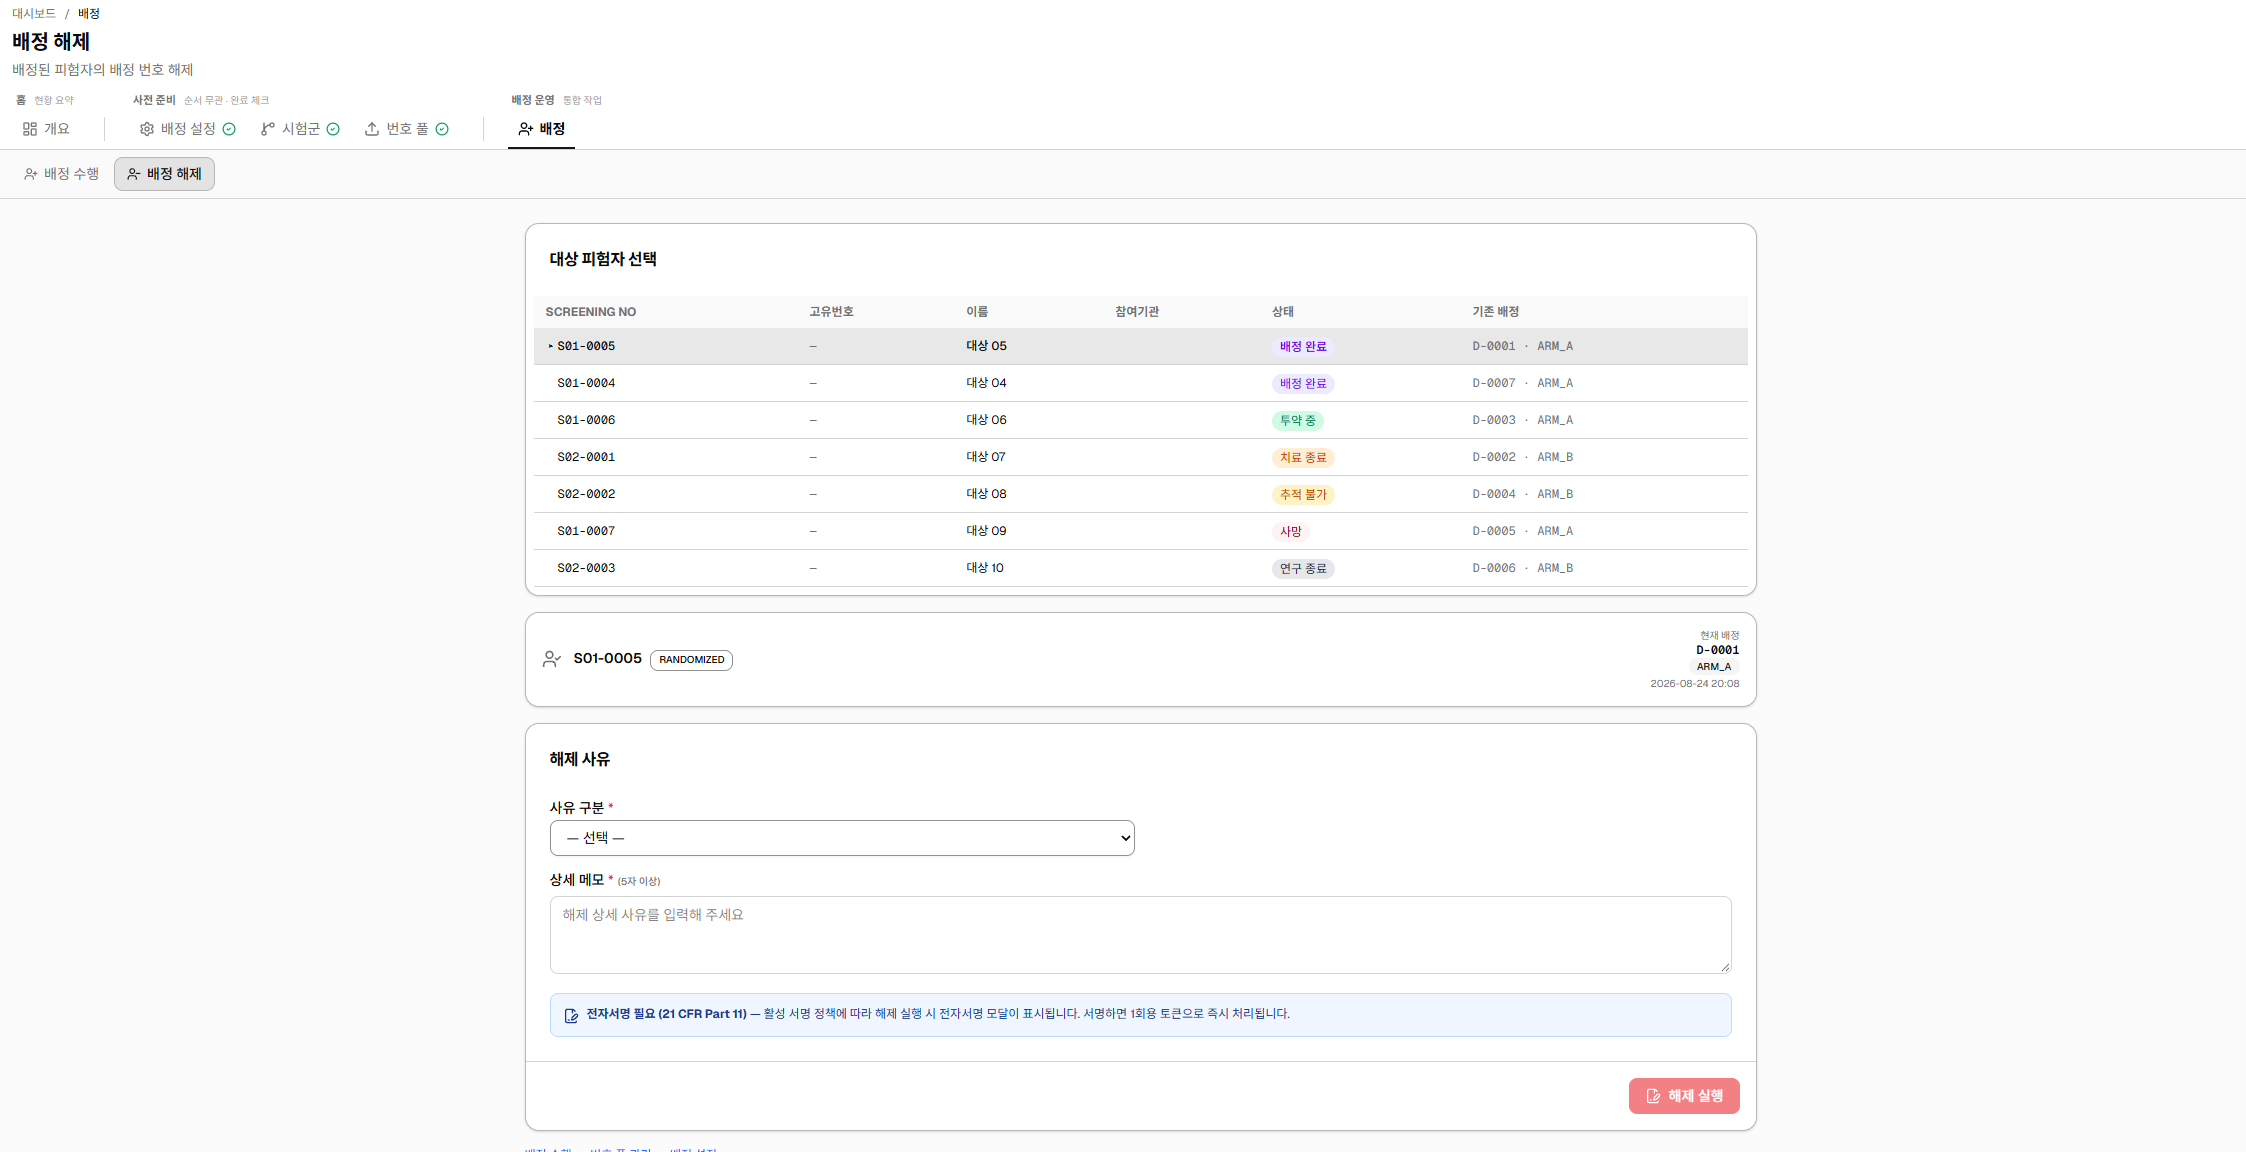 대시보드 / 배정
배정 해제
배정된 피험자의 배정 번호 해제
홈 현황 요약 사전 준비 순서 무관 · 완료 체크 배정 운영 통합 작업
개요 배정 설정 시험군 번호 풀 배정
배정 수행 배정 해제
대상 피험자 선택
SCREENING NO 고유번호 이름 참여기관 상태 기존 배정
S01-0005 — 대상 05 배정 완료 D-0001 · ARM_A
S01-0004 — 대상 04 배정 완료 D-0007 · ARM_A
S01-0006 — 대상 06 투약 중 D-0003 · ARM_A
S02-0001 — 대상 07 치료 종료 D-0002 · ARM_B
S02-0002 — 대상 08 추적 불가 D-0004 · ARM_B
S01-0007 — 대상 09 사망 D-0005 · ARM_A
S02-0003 — 대상 10 연구 종료 D-0006 · ARM_B
S01-0005 RANDOMIZED
현재 배정
D-0001
ARM_A
2026-08-24 20:08
해제 사유
사유 구분 *
— 선택 —
상세 메모 * (5자 이상)
해제 상세 사유를 입력해 주세요
전자서명 필요 (21 CFR Part 11) — 활성 서명 정책에 따라 해제 실행 시 전자서명 모달이 표시됩니다. 서명하면 1회용 토큰으로 즉시 처리됩니다.
해제 실행